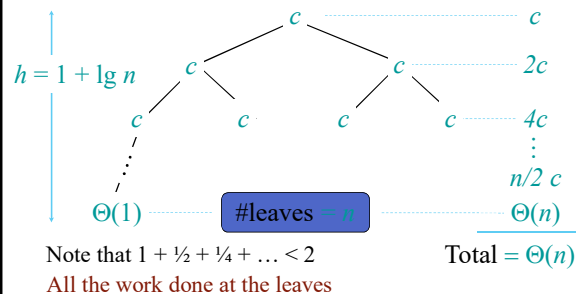 c c
h = 1 + lg n c c 2c
c c c c 4c
⋮
n/2 c
Θ(1) #leaves = n Θ(n)
Note that 1 + ½ + ¼ + … < 2 Total = Θ(n)
All the work done at the leaves